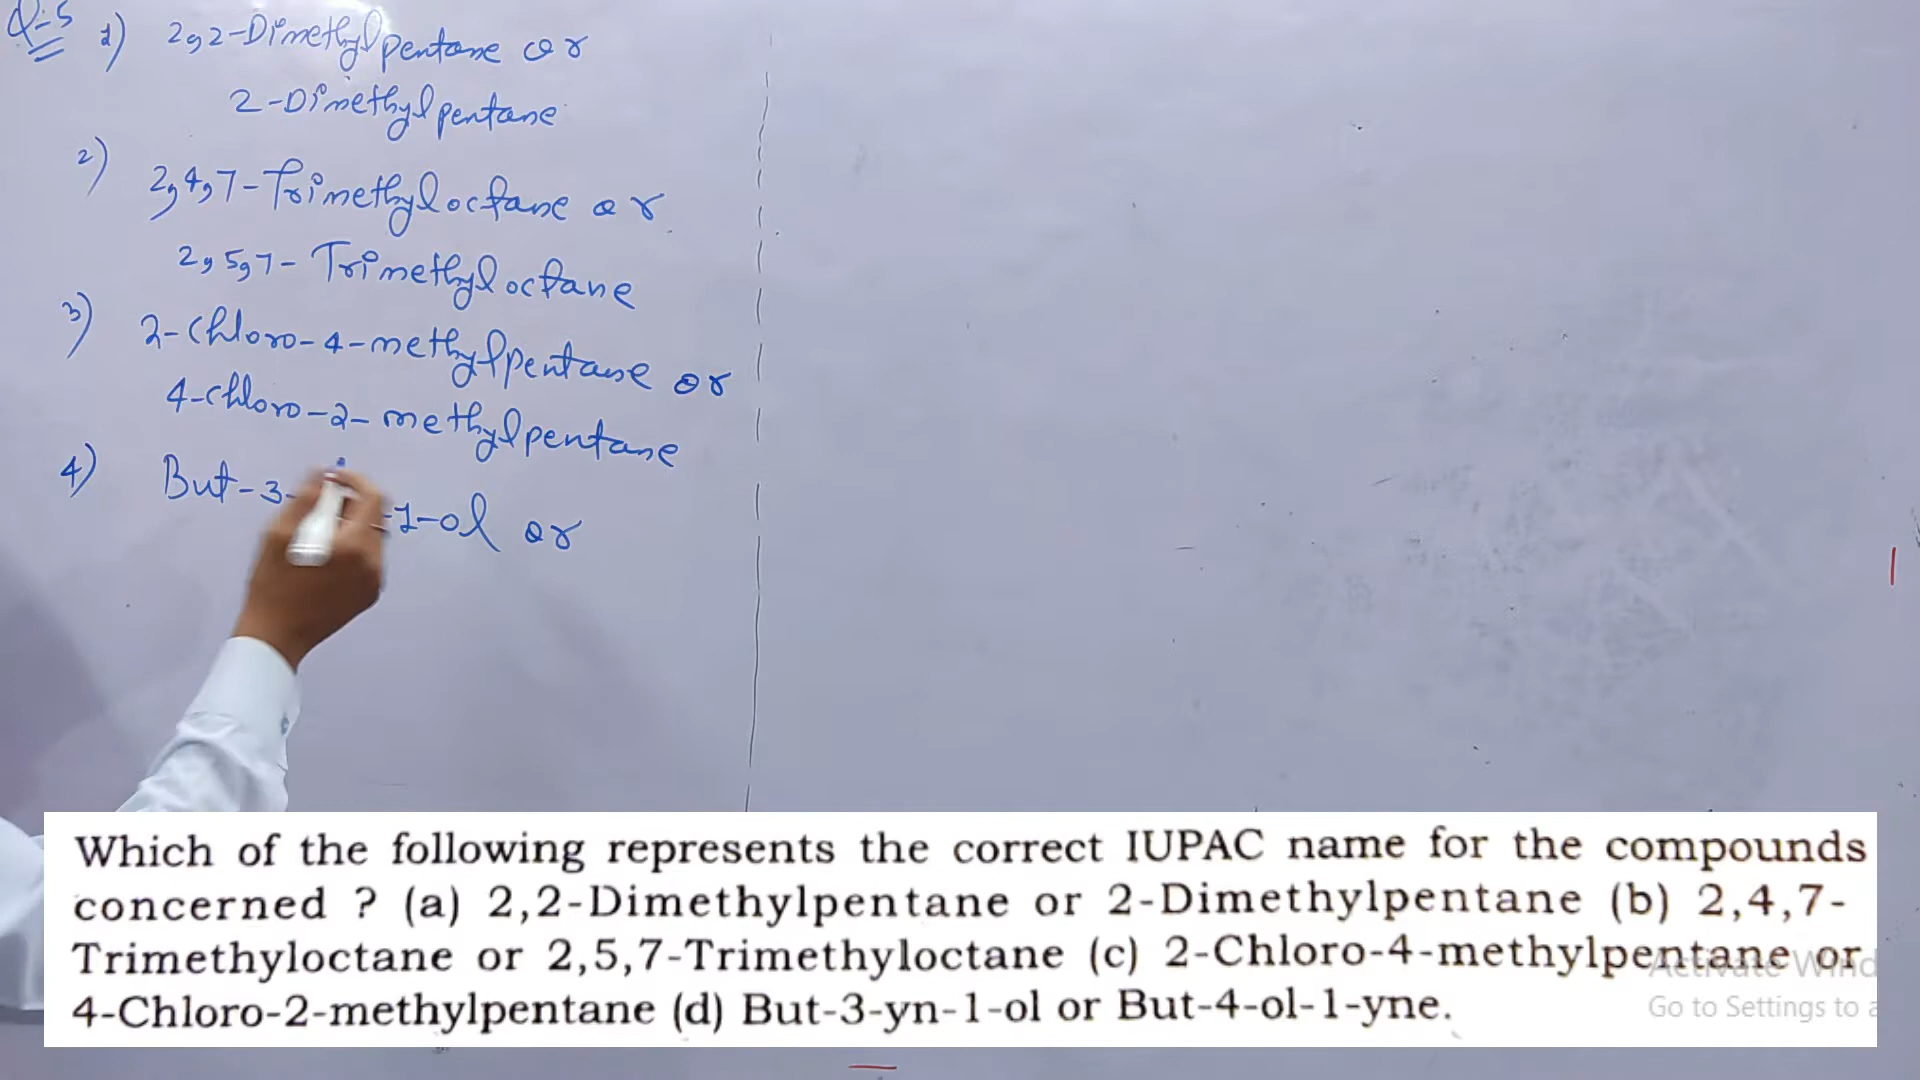 Q-5 1) 2,2-Dimethylpentane or
2-Dimethylpentane
2) 2,4,7-Trimethyloctane or
2,5,7-Trimethyloctane
3) 2-Chloro-4-methylpentane or
4-chloro-2-methylpentane
4) But-3- -1-ol or
Which of the following represents the correct IUPAC name for the compounds
concerned ? (a) 2,2-Dimethylpentane or 2-Dimethylpentane (b) 2,4,7-
Trimethyloctane or 2,5,7-Trimethyloctane (c) 2-Chloro-4-methylpentane or
4-Chloro-2-methylpentane (d) But-3-yn-1-ol or But-4-ol-1-yne.
Activate Wind
Go to Settings to a